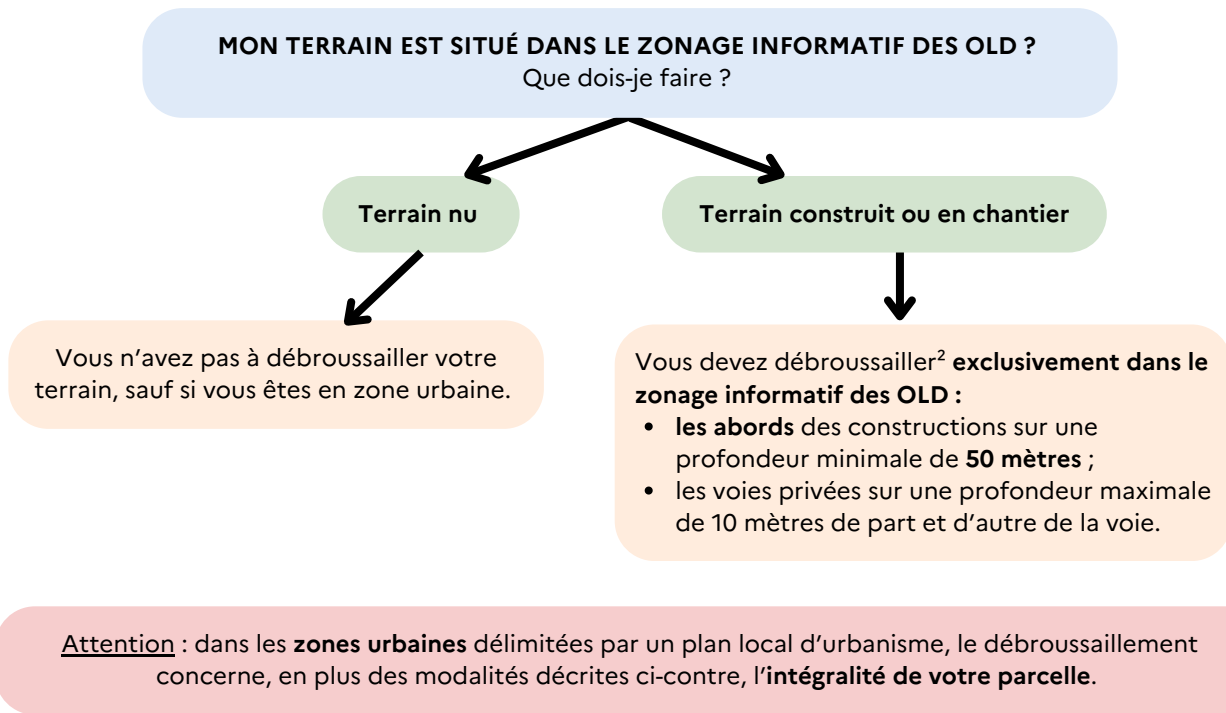 MON TERRAIN EST SITUÉ DANS LE ZONAGE INFORMATIF DES OLD ?
Que dois-je faire ?
Terrain nu
Terrain construit ou en chantier
Vous n'avez pas à débroussailler votre
terrain, sauf si vous êtes en zone urbaine.
Vous devez débroussailler² exclusivement dans le
zonage informatif des OLD :
• les abords des constructions sur une
profondeur minimale de 50 mètres ;
• les voies privées sur une profondeur maximale
de 10 mètres de part et d'autre de la voie.
Attention : dans les zones urbaines délimitées par un plan local d'urbanisme, le débroussaillement
concerne, en plus des modalités décrites ci-contre, l'intégralité de votre parcelle.